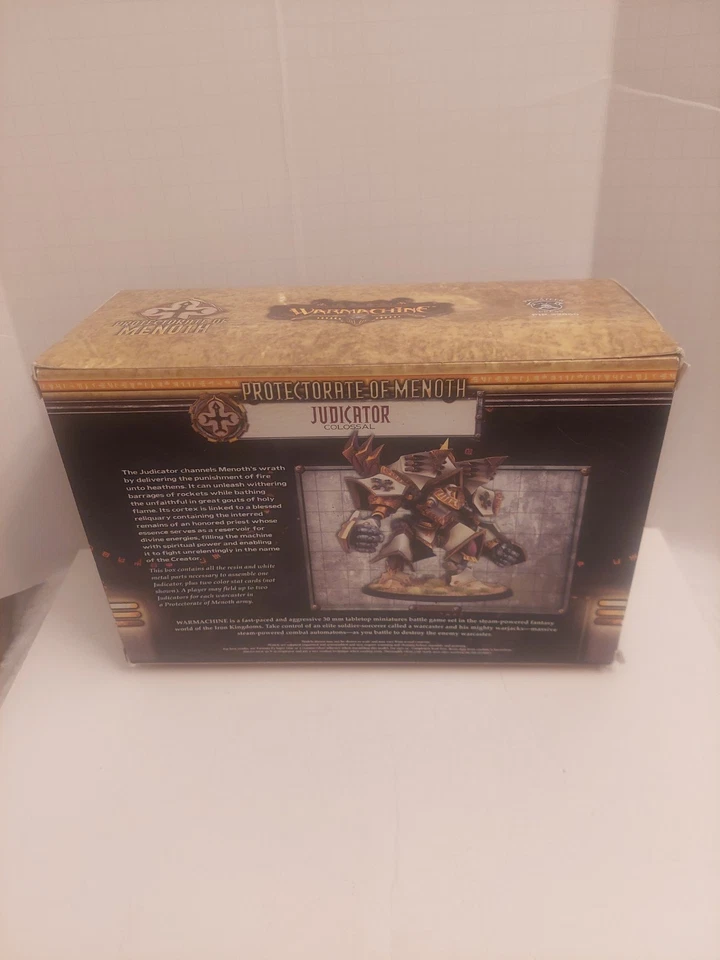 PROTECTORATE OF
MENOTH
WARMACHINE
PROTECTORATE OF MENOTH
JUDICATOR
COLOSSAL
The Judicator channels Menoth's wrath
by delivering the punishment of fire
unto heathens. It can unleash withering
barrages of rockets while bathing
the unfaithful in great gouts of holy
flame. Its cortex is linked to a blessed
reliquary containing the interred
remains of an honored priest whose
essence serves as a reservoir for
divine energies, filling the machine
with spiritual power and enabling
it to fight unrelentingly in the name
of the Creator.
This box contains all the resin and white
metal parts necessary to assemble one
Judicator, plus two color stat cards (not
shown). A player may field up to two
Judicators for each warcaster in
a Protectorate of Menoth army.
WARMACHINE is a fast-paced and aggressive 30 mm tabletop miniatures battle game set in the steam-powered fantasy
world of the Iron Kingdoms. Take control of an elite soldier-sorcerer called a warcaster and his mighty warjacks—massive
steam-powered combat automatons—as you battle to destroy the enemy warcaster.